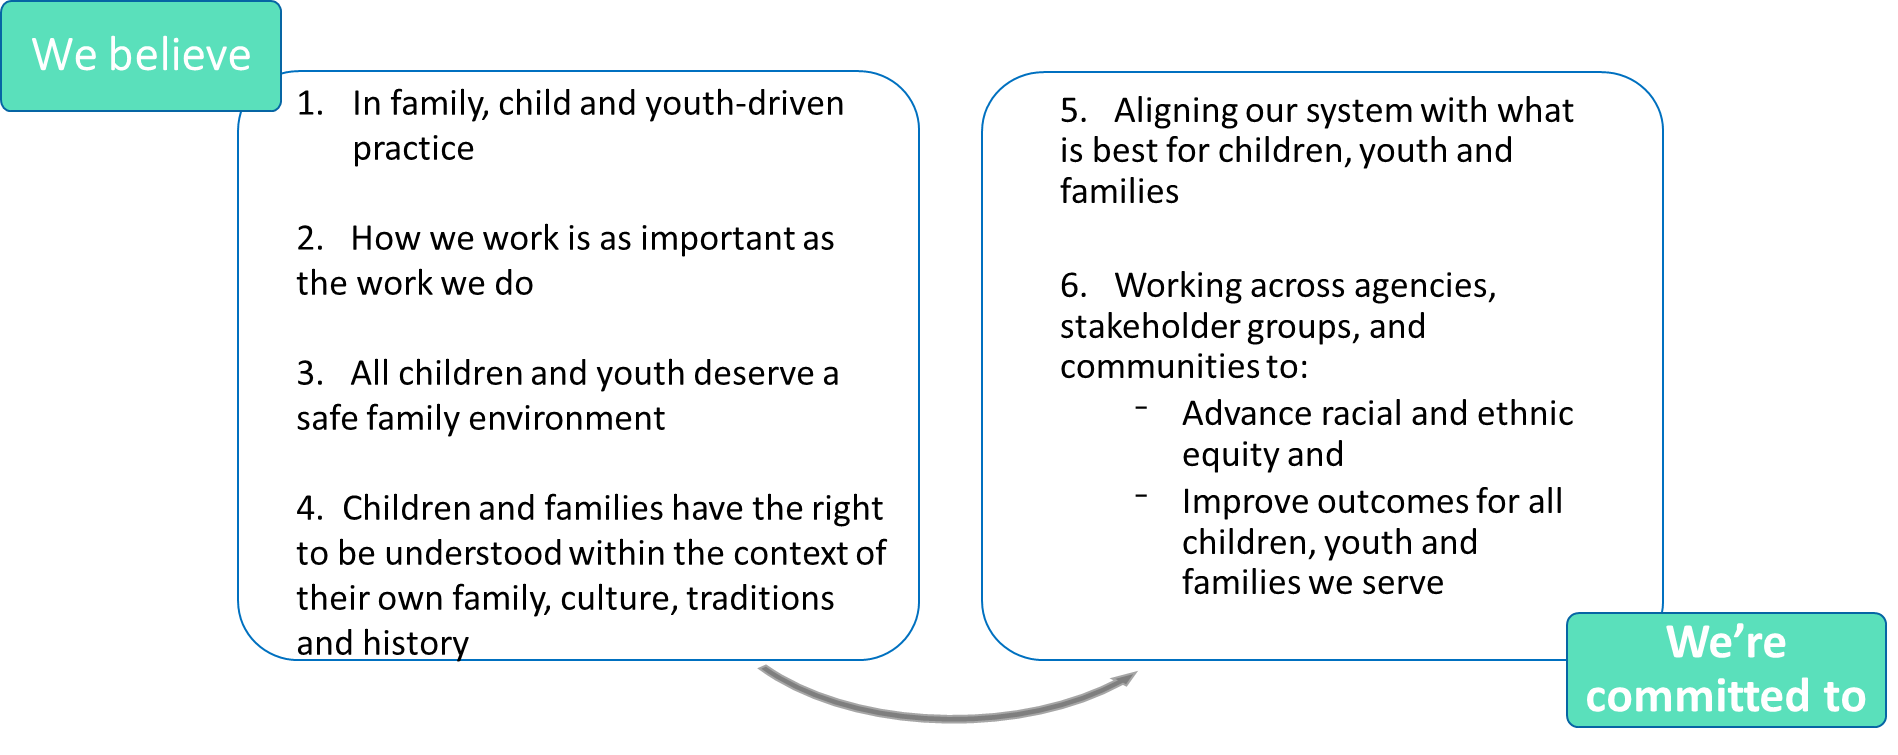 We believe
1. In family, child and youth-driven
practice
2. How we work is as important as
the work we do
3. All children and youth deserve a
safe family environment
4. Children and families have the right
to be understood within the context of
their own family, culture, traditions
and history
5. Aligning our system with what
is best for children, youth and
families
6. Working across agencies,
stakeholder groups, and
communities to:
- Advance racial and ethnic
equity and
- Improve outcomes for all
children, youth and
families we serve
We’re
committed to